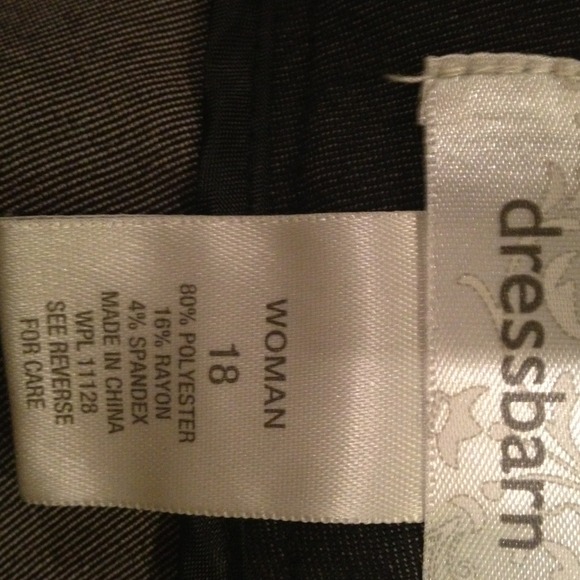 dressbarn
WOMAN
18
80% POLYESTER
16% RAYON
4% SPANDEX
MADE IN CHINA
WPL 11128
SEE REVERSE
FOR CARE